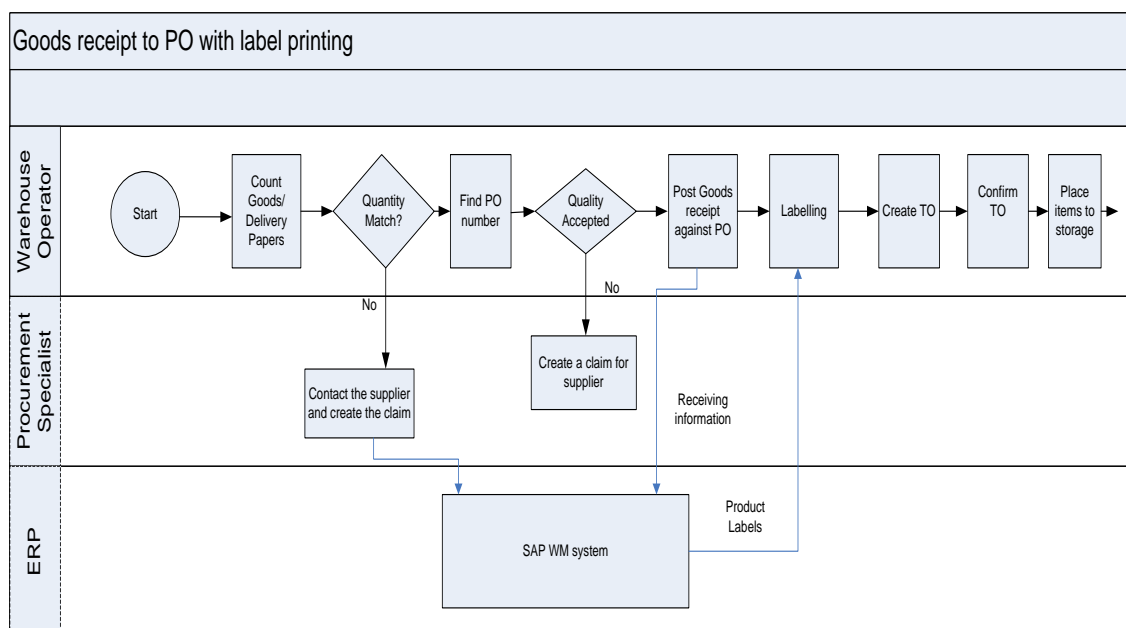 Goods receipt to PO with label printing
Warehouse
Operator
Start
Count
Goods/
Delivery
Papers
Quantity
Match?
Find PO
number
Quality
Accepted
Post Goods
receipt
against PO
Labelling
Create TO
Confirm
TO
Place
items to
storage
No
No
Procurement
Specialist
Contact the supplier
and create the claim
Create a claim for
supplier
Receiving
information
ERP
SAP WM system
Product
Labels